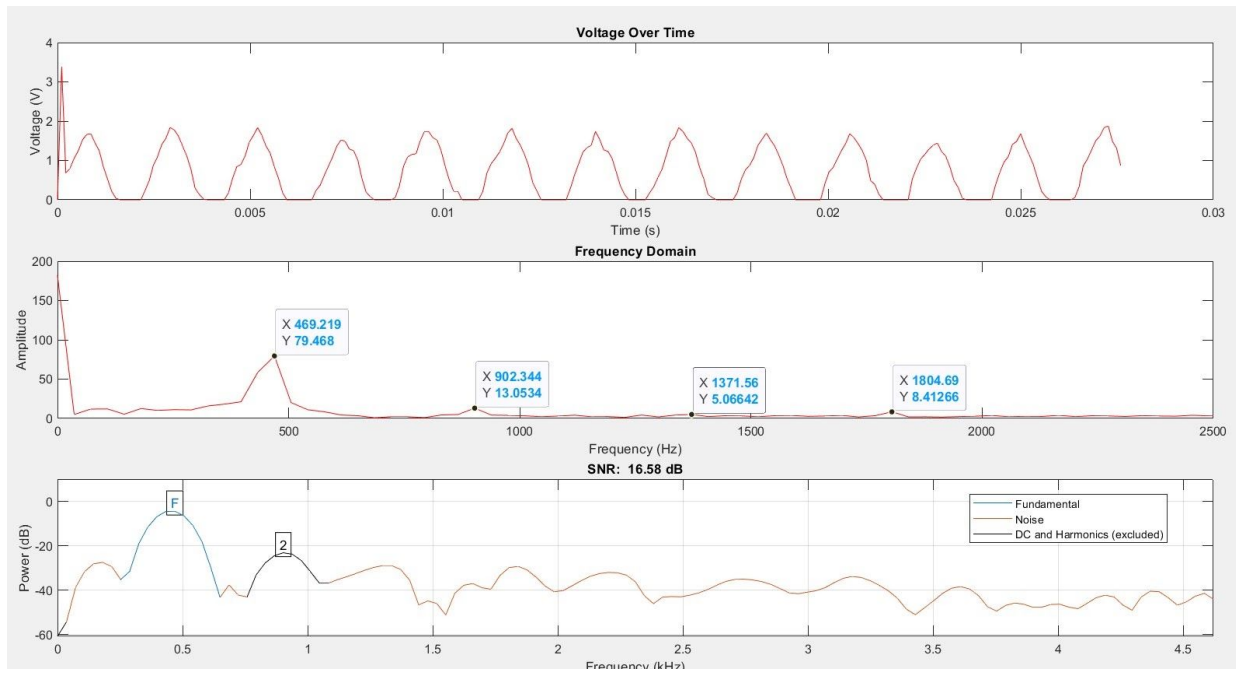 Voltage Over Time
4
3
2
1
0
Voltage (V)
0 0.005 0.01 0.015 0.02 0.025 0.03
Time (s)
Frequency Domain
200
150
100
50
0
Amplitude
X 469.219
Y 79.468
X 902.344
Y 13.0534
X 1371.56
Y 5.06642
X 1804.69
Y 8.41266
0 500 1000 1500 2000 2500
Frequency (Hz)
SNR: 16.58 dB
0
-20
-40
-60
Power (dB)
F
2
Fundamental
Noise
DC and Harmonics (excluded)
0 0.5 1 1.5 2 2.5 3 3.5 4 4.5
Frequency (kHz)